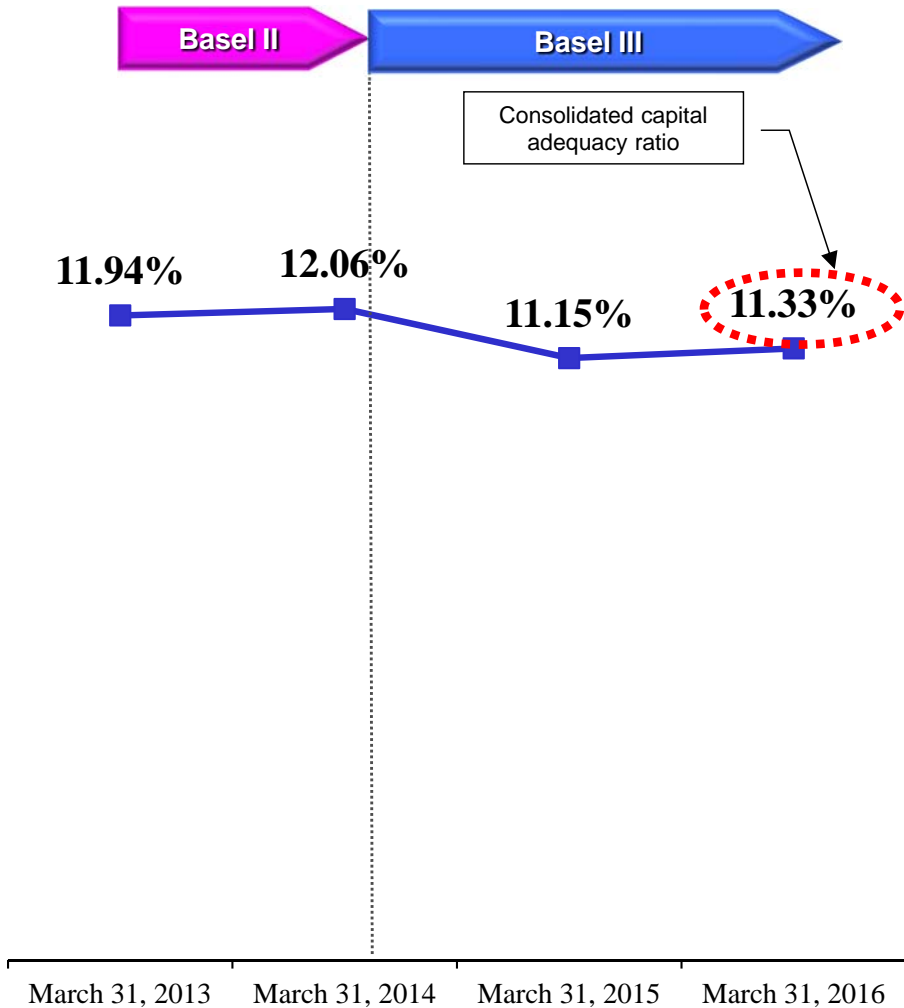 Basel II
Basel III
Consolidated capital
adequacy ratio
11.94%
12.06%
11.15%
11.33%
March 31, 2013
March 31, 2014
March 31, 2015
March 31, 2016